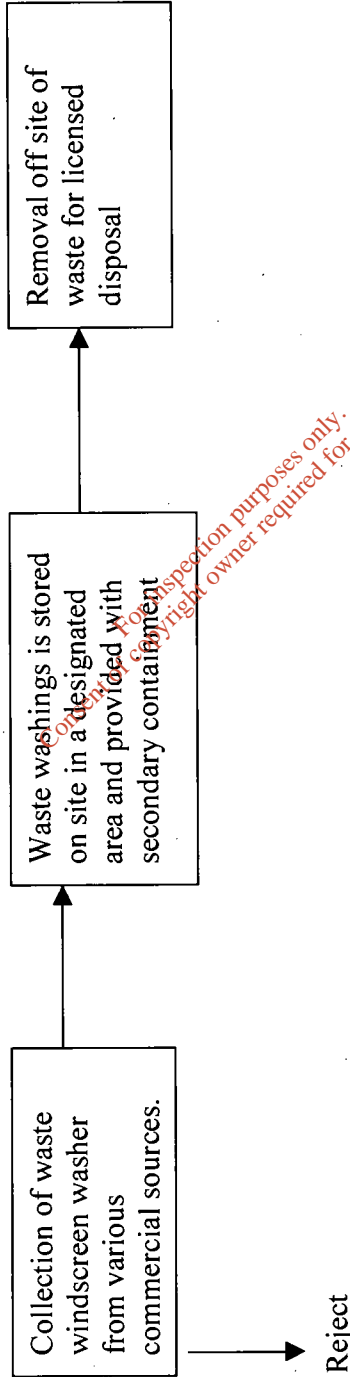 Collection of waste
windscreen washer
from various
commercial sources.
Reject
Waste washings is stored
on site in a designated
area and provided with
secondary containment
Removal off site of
waste for licensed
disposal
For inspection purposes only.
Consent of copyright owner required for